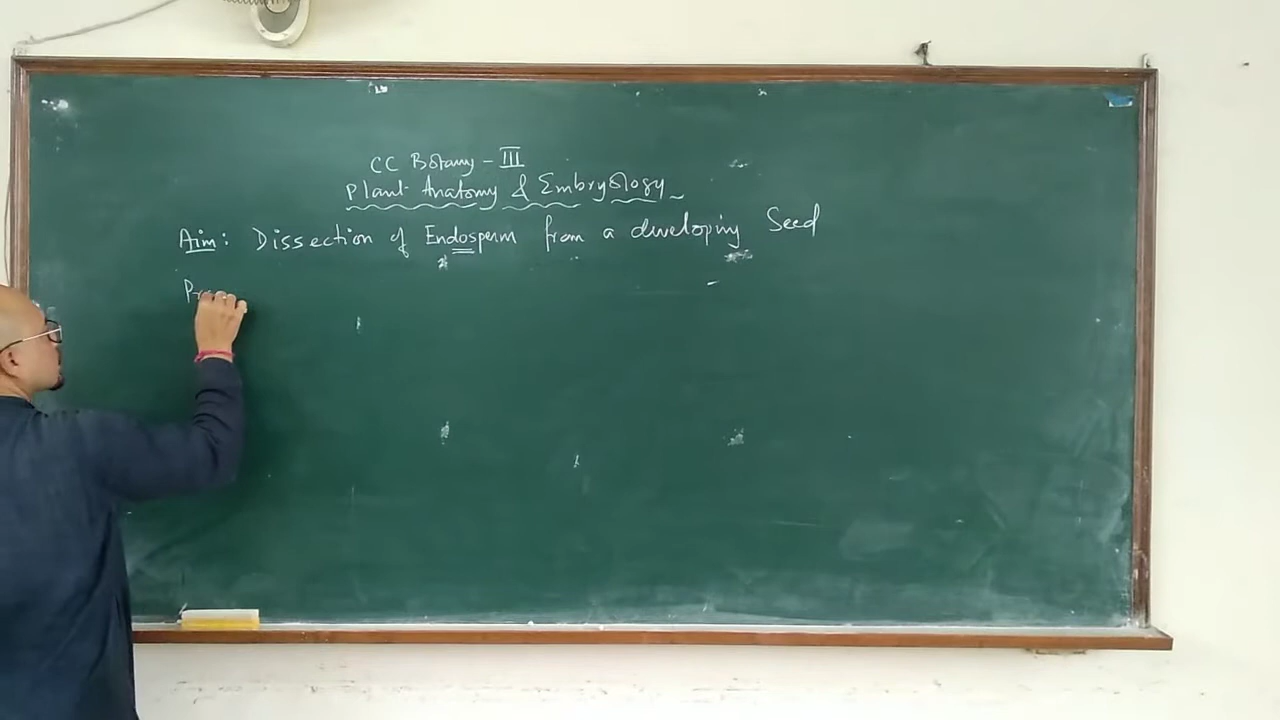 CC Botany - III
Plant Anatomy & Embryology
Aim: Dissection of Endosperm from a developing Seed